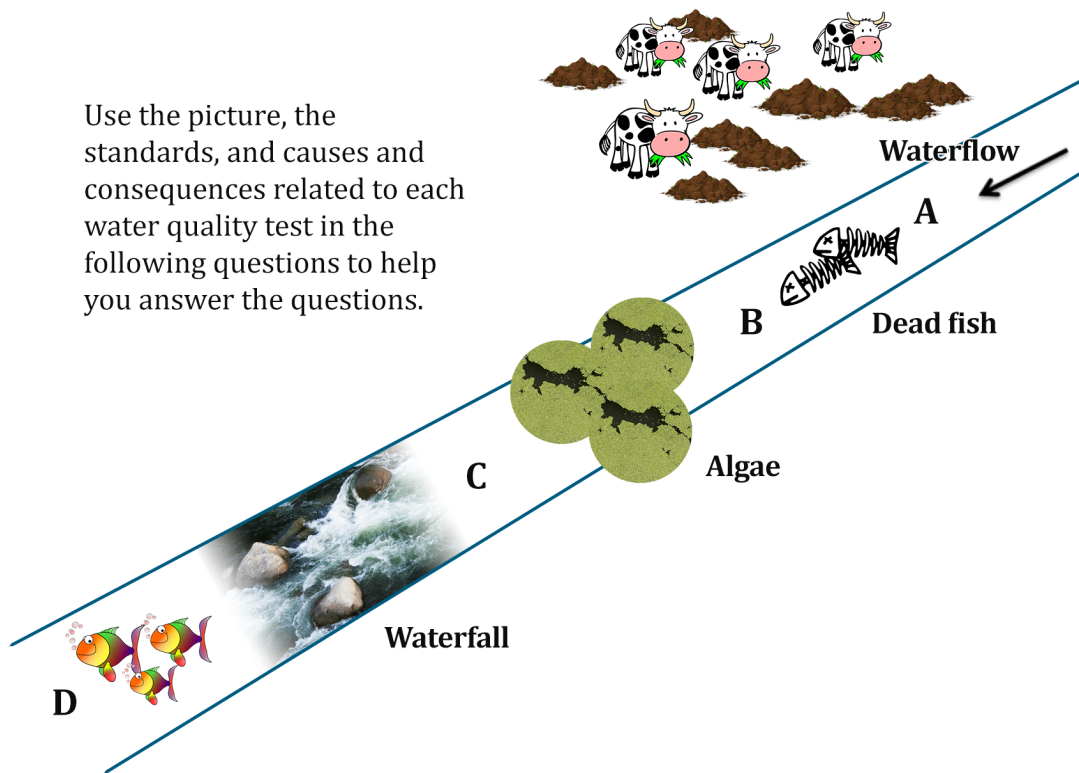 Use the picture, the
standards, and causes and
consequences related to each
water quality test in the
following questions to help
you answer the questions.
Waterflow
A
B
Dead fish
C
Algae
Waterfall
D